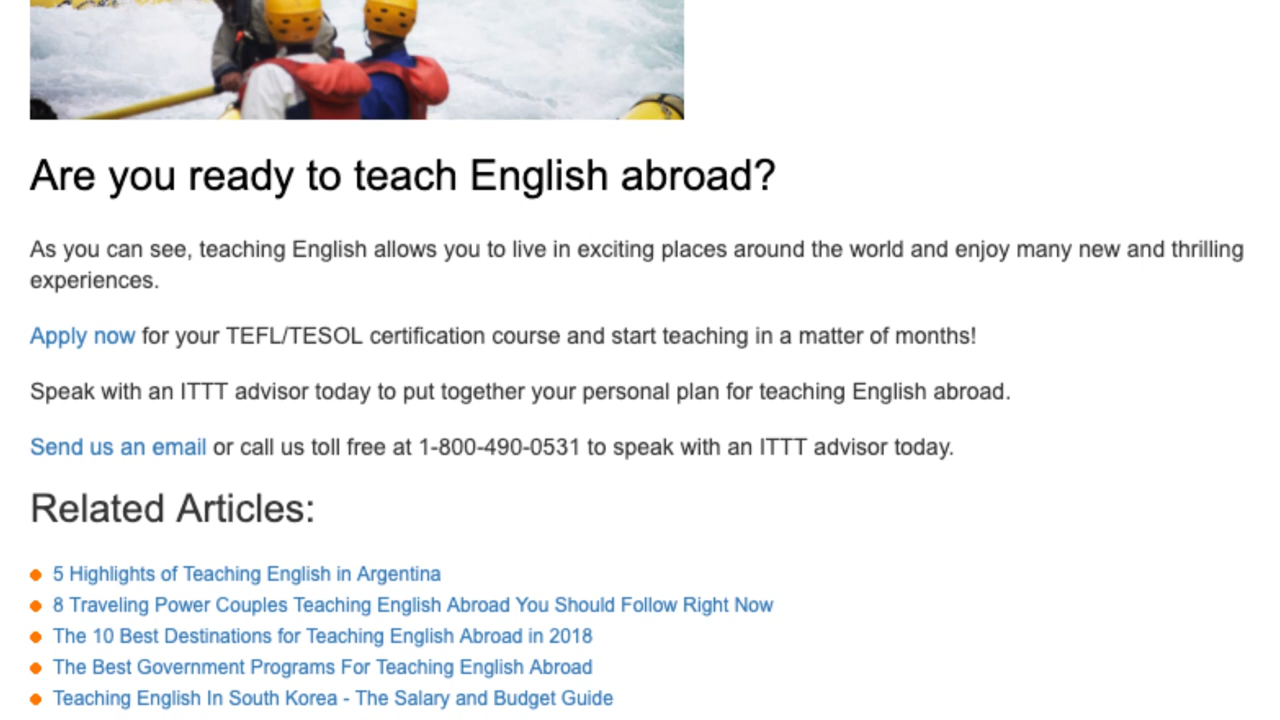 Are you ready to teach English abroad?
As you can see, teaching English allows you to live in exciting places around the world and enjoy many new and thrilling
experiences.
Apply now for your TEFL/TESOL certification course and start teaching in a matter of months!
Speak with an ITTT advisor today to put together your personal plan for teaching English abroad.
Send us an email or call us toll free at 1-800-490-0531 to speak with an ITTT advisor today.
Related Articles:
5 Highlights of Teaching English in Argentina
8 Traveling Power Couples Teaching English Abroad You Should Follow Right Now
The 10 Best Destinations for Teaching English Abroad in 2018
The Best Government Programs For Teaching English Abroad
Teaching English In South Korea - The Salary and Budget Guide